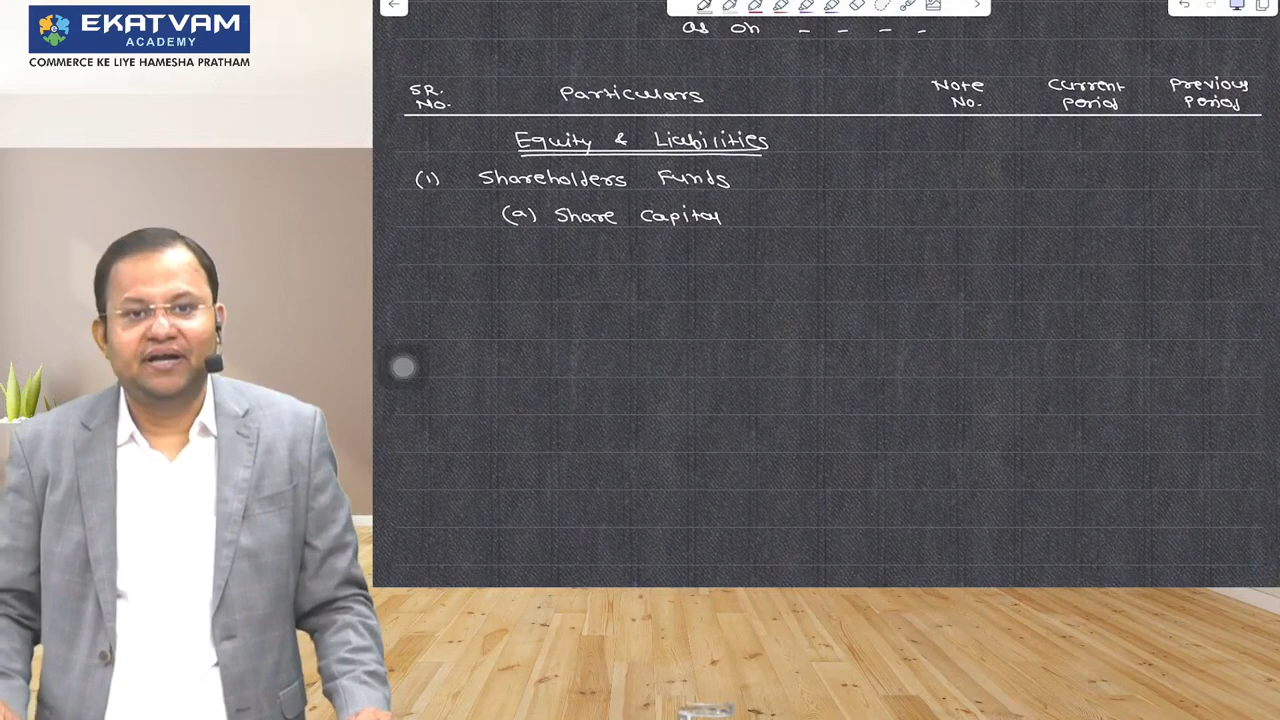 EKATVAM
ACADEMY
COMMERCE KE LIYE HAMESHA PRATHAM
as on - - - -
SR. No. Particulars Note No. Current Period Previous Period
Equity & Liabilities
(1) Shareholders Funds
(a) Share Capital